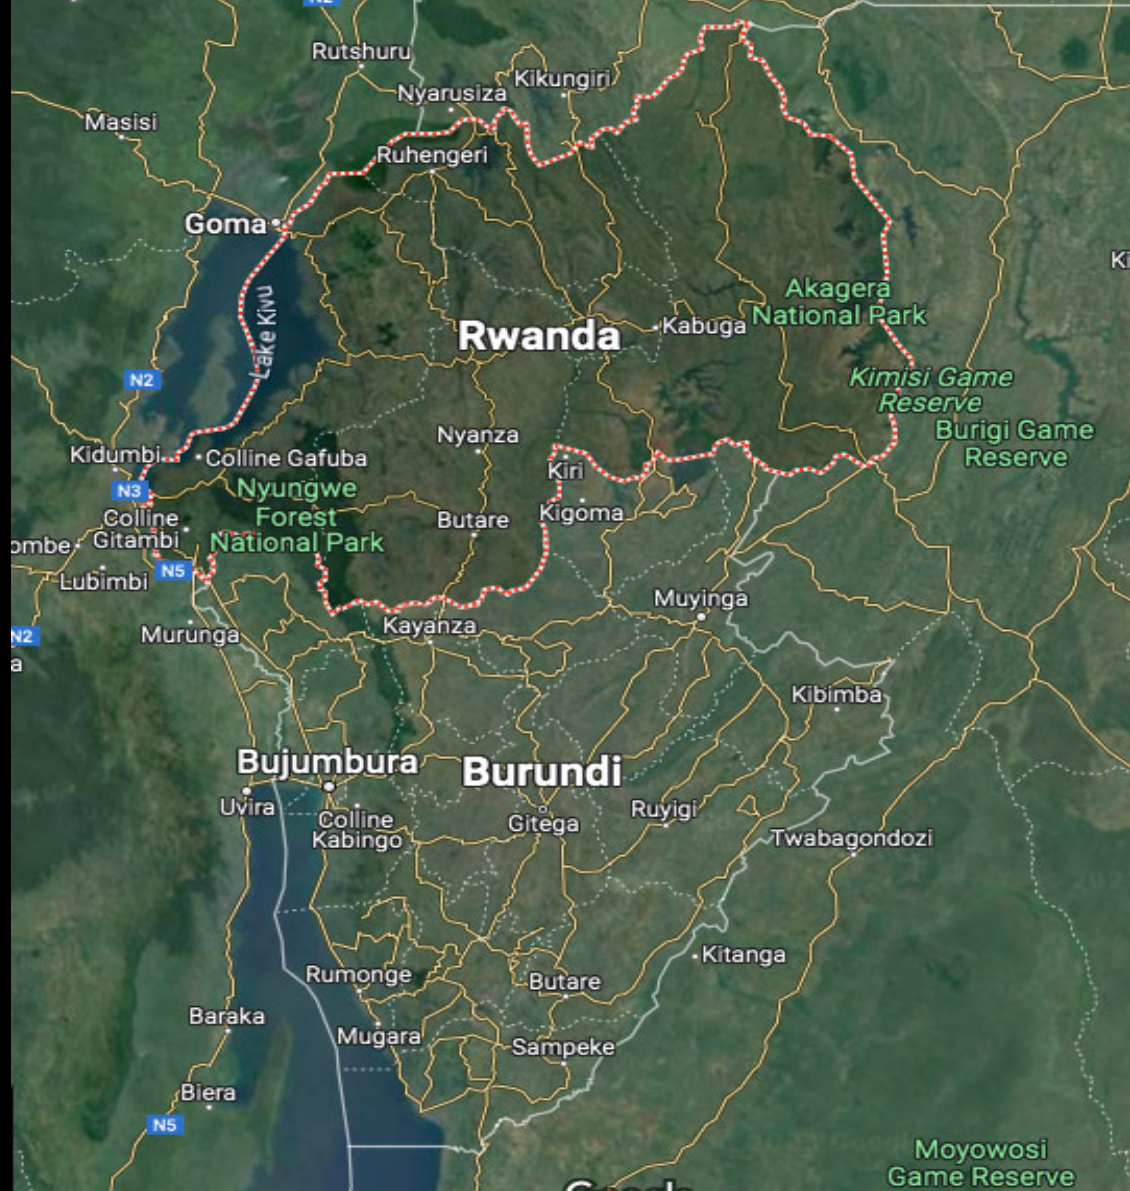 N2
Rutshuru
Kikungiri
Nyarusiza
Masisi
Ruhengeri
Goma
Ki
Akagera
National Park
Lake Kivu
Rwanda
Kabuga
N2
Kimisi Game
Reserve
Burigi Game
Reserve
Nyanza
Kidumbi
Colline Gafuba
Kiri
N3
Nyungwe
Forest
National Park
Kigoma
Colline
Gitambi
Butare
ombe
N5
Lubimbi
Muyinga
Kayanza
N2
Murunga
a
Kibimba
Bujumbura
Burundi
Uvira
Colline
Kabingo
Gitega
Ruyigi
Twabagondozi
Kitanga
Rumonge
Butare
Baraka
Mugara
Sampeke
Biera
N5
Moyowosi
Game Reserve